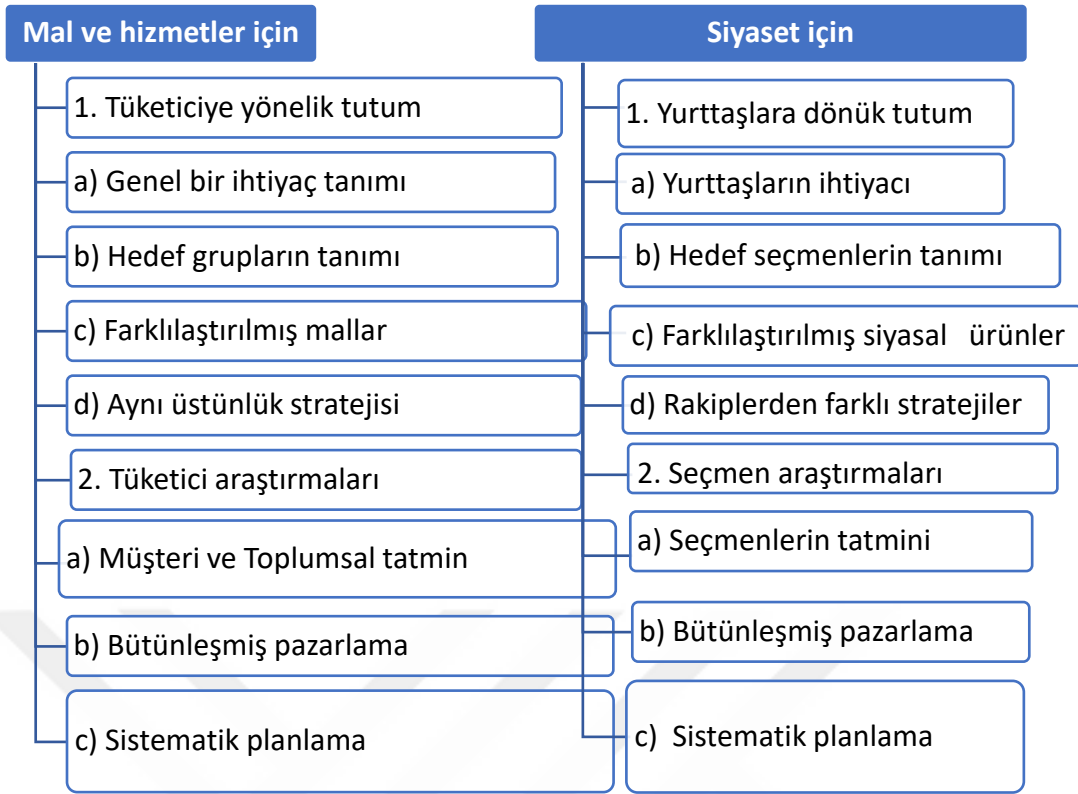 Mal ve hizmetler için
1. Tüketiciye yönelik tutum
a) Genel bir ihtiyaç tanımı
b) Hedef grupların tanımı
c) Farklılaştırılmış mallar
d) Aynı üstünlük stratejisi
2. Tüketici araştırmaları
a) Müşteri ve Toplumsal tatmin
b) Bütünleşmiş pazarlama
c) Sistematik planlama
Siyaset için
1. Yurttaşlara dönük tutum
a) Yurttaşların ihtiyacı
b) Hedef seçmenlerin tanımı
c) Farklılaştırılmış siyasal ürünler
d) Rakiplerden farklı stratejiler
2. Seçmen araştırmaları
a) Seçmenlerin tatmini
b) Bütünleşmiş pazarlama
c) Sistematik planlama